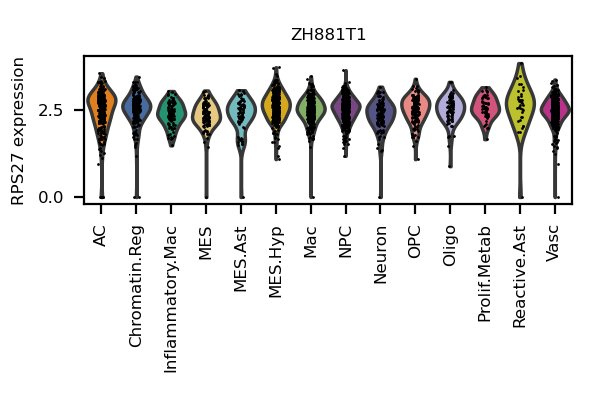 ZH881T1
RPS27 expression
2.5
0.0
AC
Chromatin.Reg
Inflammatory.Mac
MES
MES.Ast
MES.Hyp
Mac
NPC
Neuron
OPC
Oligo
Prolif.Metab
Reactive.Ast
Vasc